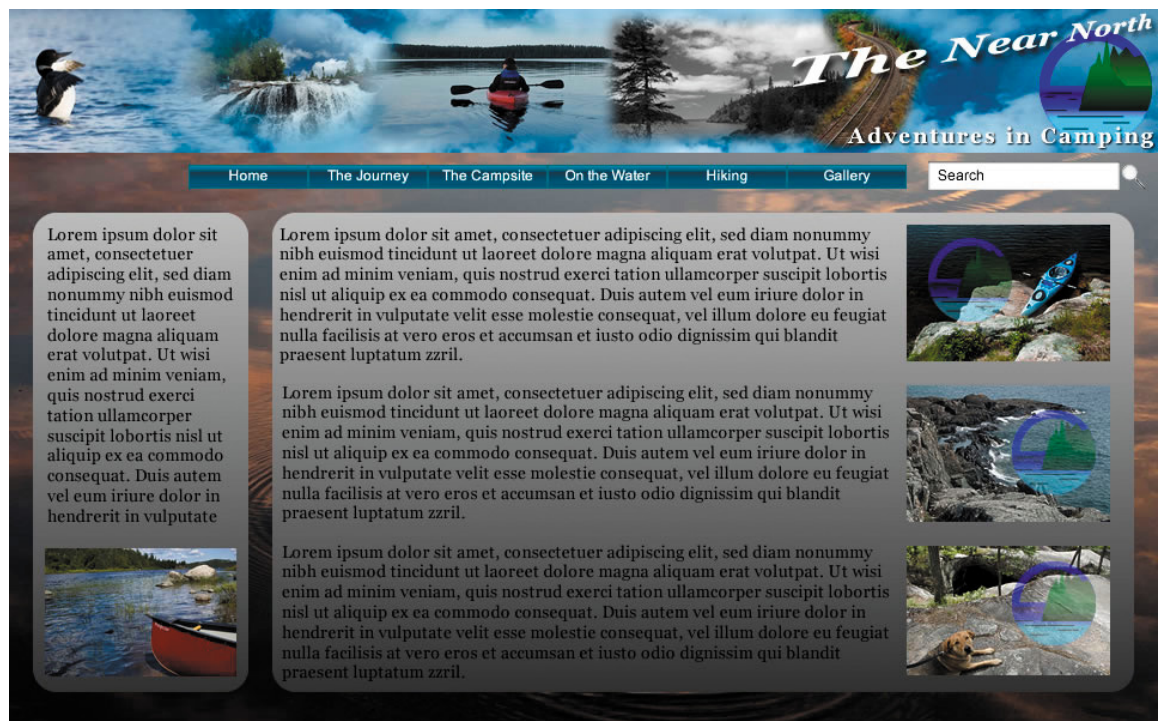 The Near North
Adventures in Camping
Home
The Journey
The Campsite
On the Water
Hiking
Gallery
Search
Lorem ipsum dolor sit
amet, consectetuer
adipiscing elit, sed diam
nonummy nibh euismod
tincidunt ut laoreet
dolore magna aliquam
erat volutpat. Ut wisi
enim ad minim veniam,
quis nostrud exerci
tation ullamcorper
suscipit lobortis nisl ut
aliquip ex ea commodo
consequat. Duis autem
vel eum iriure dolor in
hendrerit in vulputate
Lorem ipsum dolor sit amet, consectetuer adipiscing elit, sed diam nonummy
nibh euismod tincidunt ut laoreet dolore magna aliquam erat volutpat. Ut wisi
enim ad minim veniam, quis nostrud exerci tation ullamcorper suscipit lobortis
nisl ut aliquip ex ea commodo consequat. Duis autem vel eum iriure dolor in
hendrerit in vulputate velit esse molestie consequat, vel illum dolore eu feugiat
nulla facilisis at vero eros et accumsan et iusto odio dignissim qui blandit
praesent luptatum zzril.
Lorem ipsum dolor sit amet, consectetuer adipiscing elit, sed diam nonummy
nibh euismod tincidunt ut laoreet dolore magna aliquam erat volutpat. Ut wisi
enim ad minim veniam, quis nostrud exerci tation ullamcorper suscipit lobortis
nisl ut aliquip ex ea commodo consequat. Duis autem vel eum iriure dolor in
hendrerit in vulputate velit esse molestie consequat, vel illum dolore eu feugiat
nulla facilisis at vero eros et accumsan et iusto odio dignissim qui blandit
praesent luptatum zzril.
Lorem ipsum dolor sit amet, consectetuer adipiscing elit, sed diam nonummy
nibh euismod tincidunt ut laoreet dolore magna aliquam erat volutpat. Ut wisi
enim ad minim veniam, quis nostrud exerci tation ullamcorper suscipit lobortis
nisl ut aliquip ex ea commodo consequat. Duis autem vel eum iriure dolor in
hendrerit in vulputate velit esse molestie consequat, vel illum dolore eu feugiat
nulla facilisis at vero eros et accumsan et iusto odio dignissim qui blandit
praesent luptatum zzril.